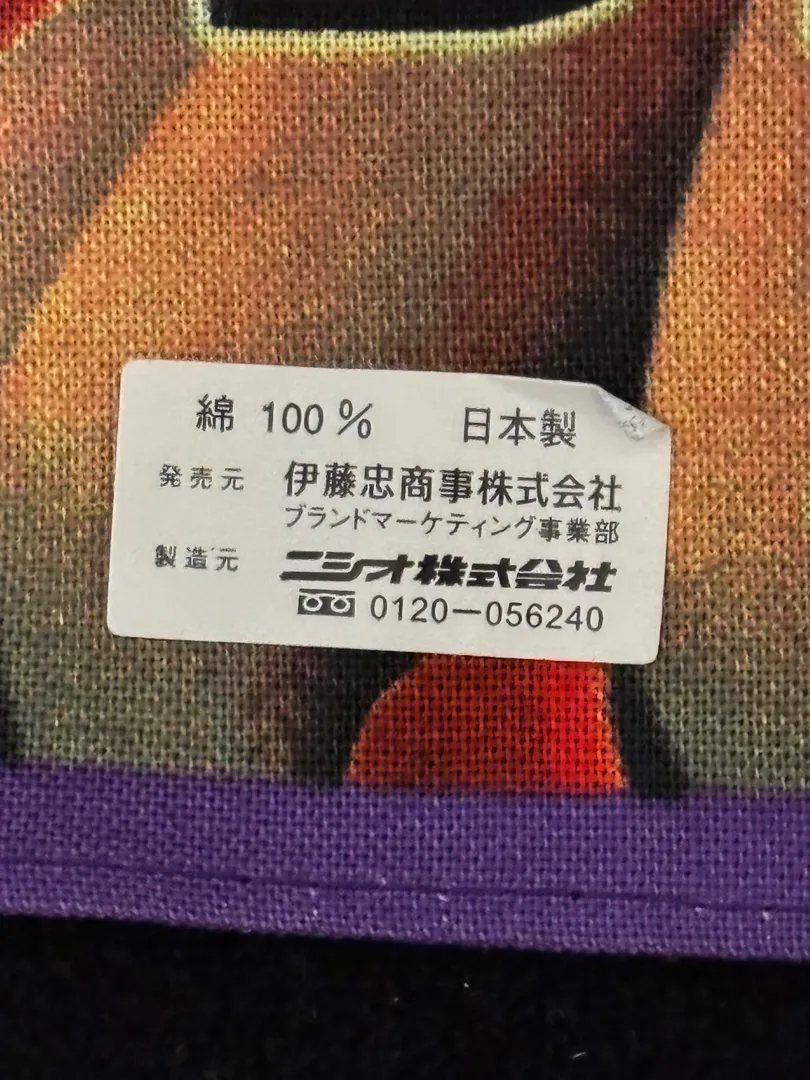 綿 100% 日本製
発売元 伊藤忠商事株式会社
ブランドマーケティング事業部
製造元 ニシオ株式会社
0120-056240